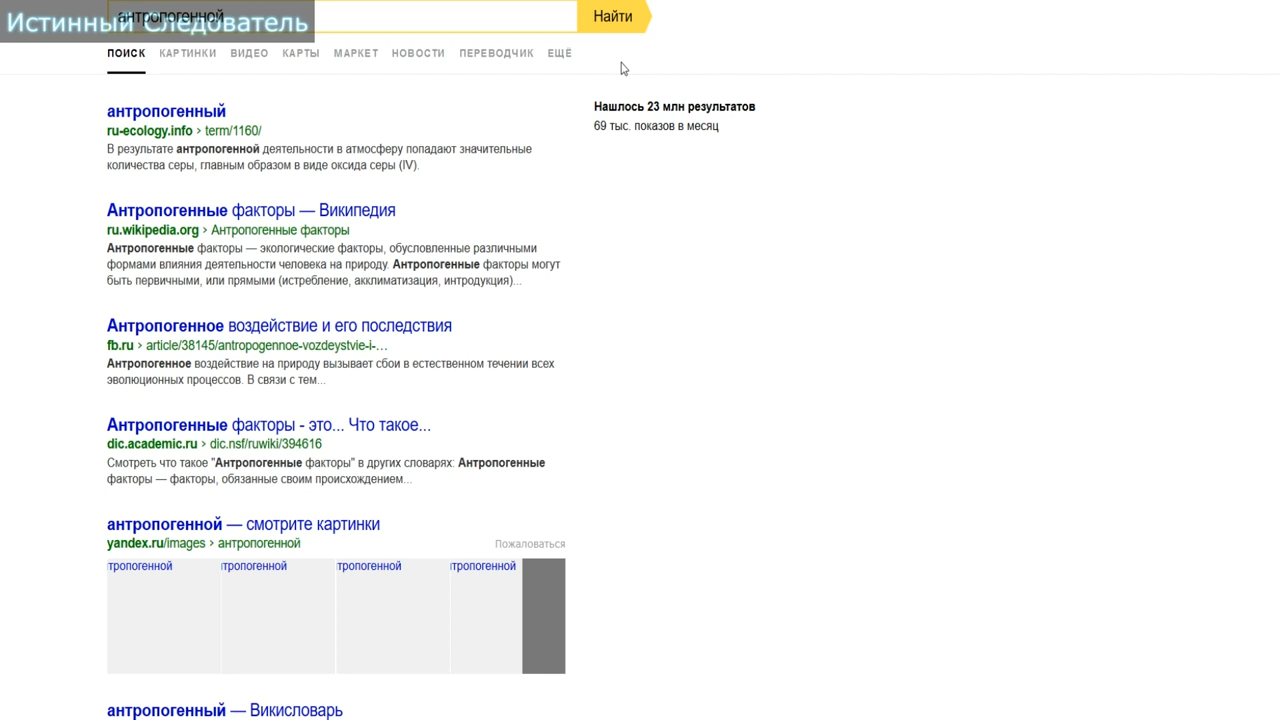 Истинный Следователь
антропогенной
Найти
ПОИСК КАРТИНКИ ВИДЕО КАРТЫ МАРКЕТ НОВОСТИ ПЕРЕВОДЧИК ЕЩЁ
антропогенный
ru-ecology.info › term/1160/
В результате антропогенной деятельности в атмосферу попадают значительные
количества серы, главным образом в виде оксида серы (IV).
Антропогенные факторы — Википедия
ru.wikipedia.org › Антропогенные факторы
Антропогенные факторы — экологические факторы, обусловленные различными
формами влияния деятельности человека на природу. Антропогенные факторы могут
быть первичными, или прямыми (истребление, акклиматизация, интродукция)...
Антропогенное воздействие и его последствия
fb.ru › article/38145/antropogennoe-vozdeystvie-i-…
Антропогенное воздействие на природу вызывает сбои в естественном течении всех
эволюционных процессов. В связи с тем...
Антропогенные факторы - это... Что такое...
dic.academic.ru › dic.nsf/ruwiki/394616
Смотреть что такое "Антропогенные факторы" в других словарях: Антропогенные
факторы — факторы, обязанные своим происхождением...
антропогенной — смотрите картинки
yandex.ru/images › антропогенной
Пожаловаться
тропогенной тропогенной тропогенной тропогенной
антропогенный — Викисловарь
Нашлось 23 млн результатов
69 тыс. показов в месяц